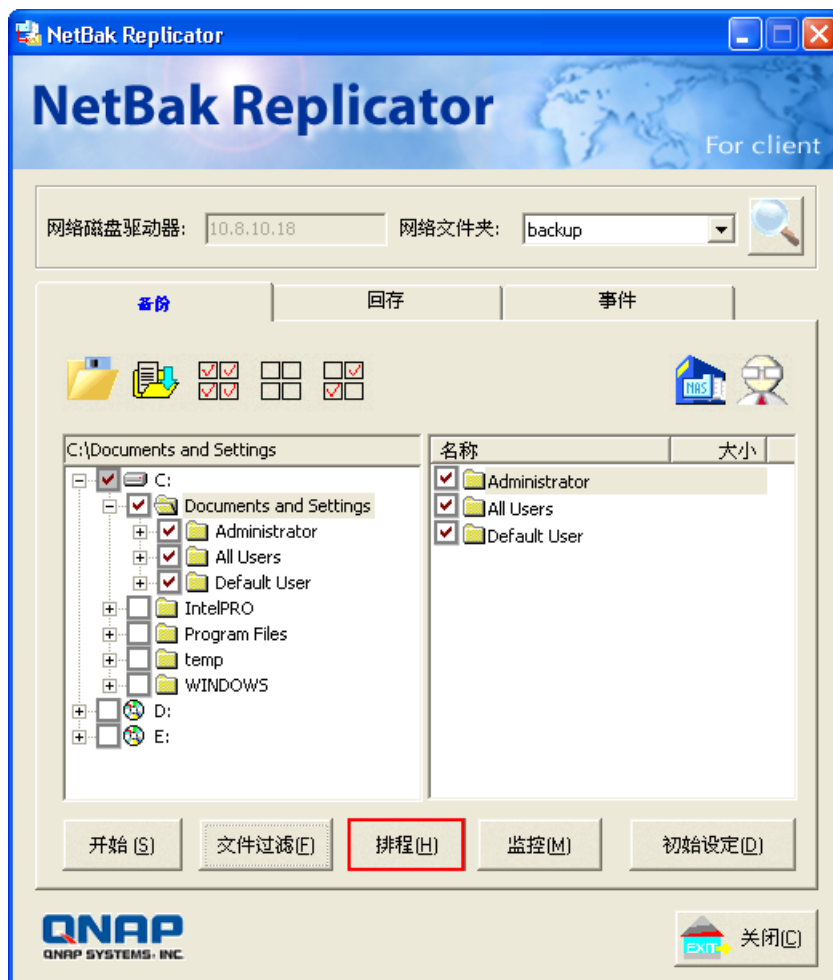 NetBak Replicator
NetBak Replicator
For client
网络磁盘驱动器: 10.8.10.18 网络文件夹: backup
备份 回存 事件
NAS
C:\Documents and Settings
C:
Documents and Settings
Administrator
All Users
Default User
IntelPRO
Program Files
temp
WINDOWS
D:
E:
名称 大小
Administrator
All Users
Default User
开始 (S) 文件过滤(F) 排程(H) 监控(M) 初始设定(D)
QNAP
QNAP SYSTEMS, INC.
EXIT 关闭(C)